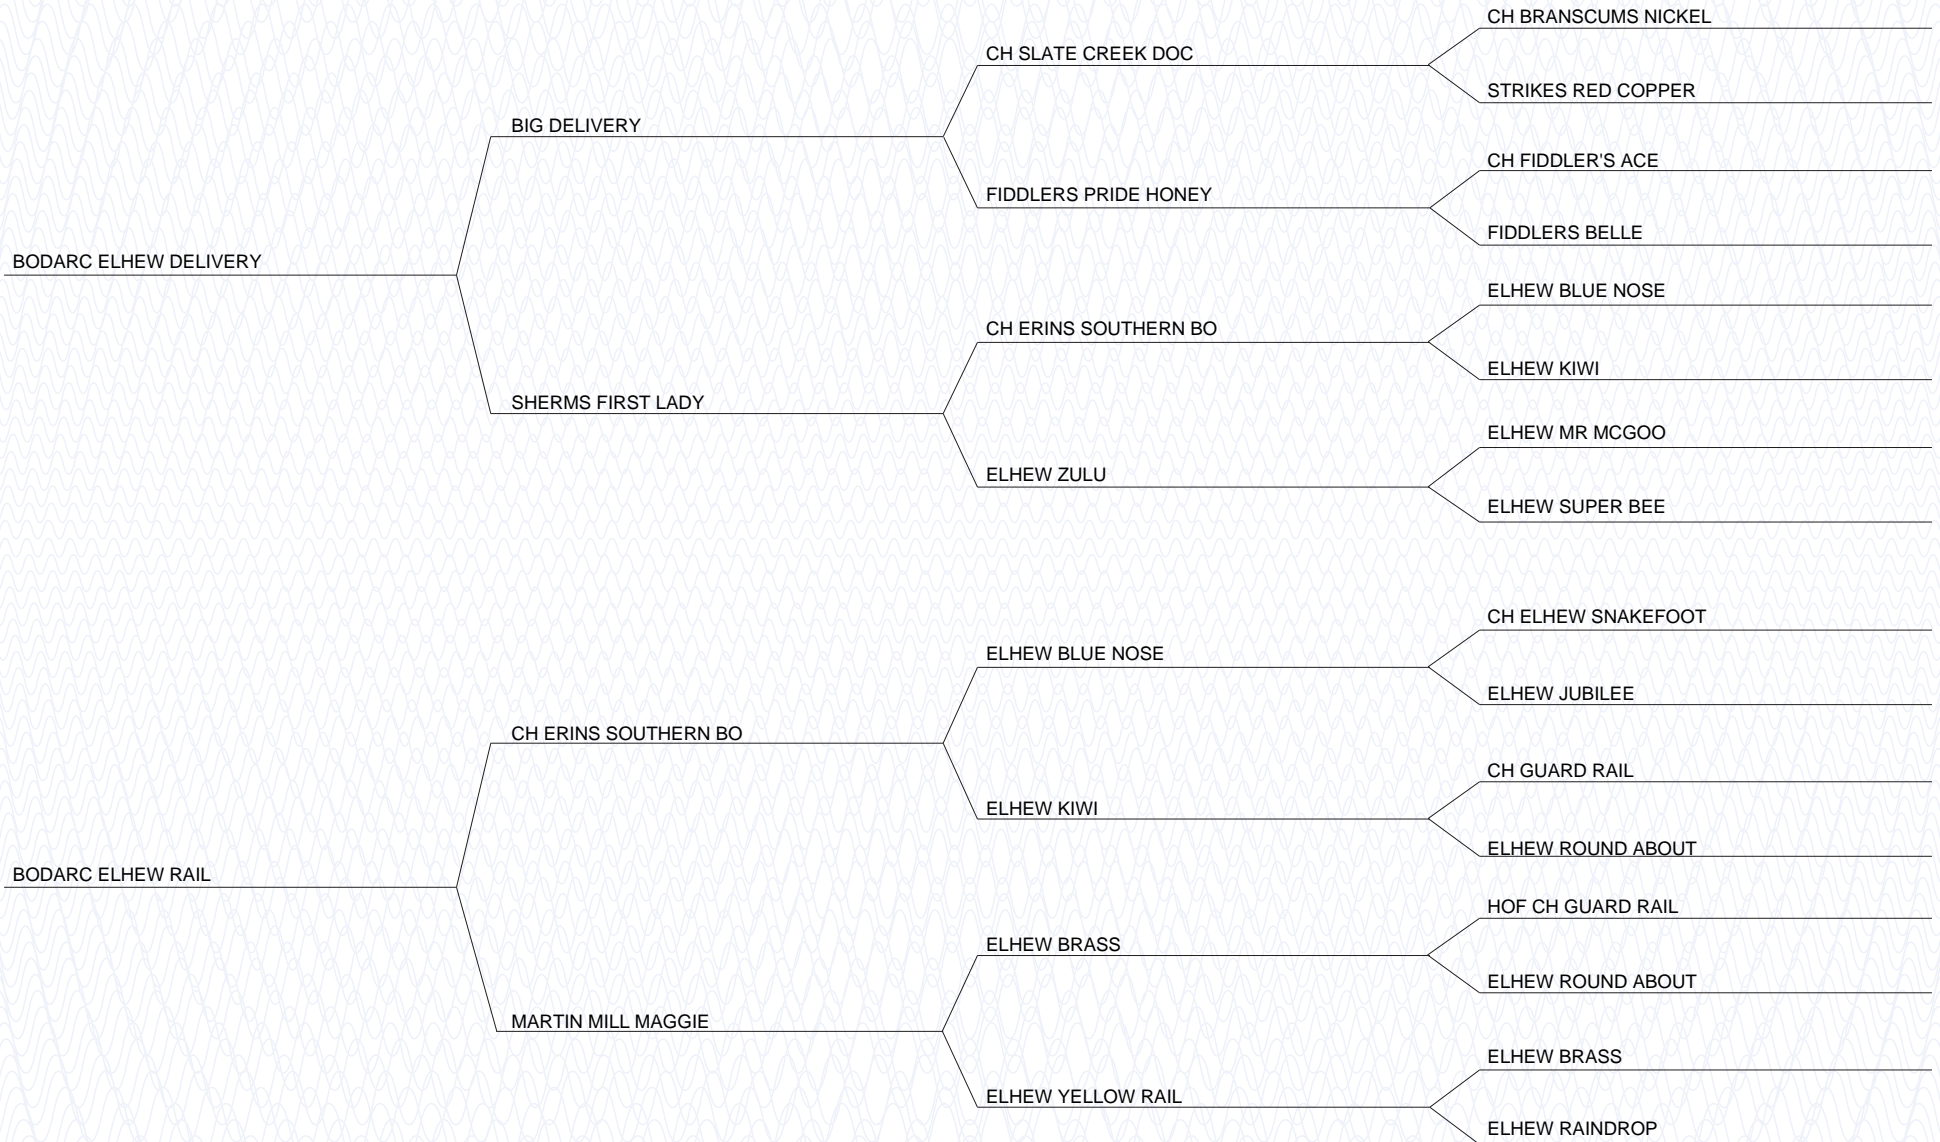 CH BRANSCUMS NICKEL
CH SLATE CREEK DOC
STRIKES RED COPPER
BIG DELIVERY
CH FIDDLER'S ACE
FIDDLERS PRIDE HONEY
FIDDLERS BELLE
BODARC ELHEW DELIVERY
ELHEW BLUE NOSE
CH ERINS SOUTHERN BO
ELHEW KIWI
SHERMS FIRST LADY
ELHEW MR MCGOO
ELHEW ZULU
ELHEW SUPER BEE
CH ELHEW SNAKEFOOT
ELHEW BLUE NOSE
ELHEW JUBILEE
CH ERINS SOUTHERN BO
CH GUARD RAIL
ELHEW KIWI
ELHEW ROUND ABOUT
BODARC ELHEW RAIL
HOF CH GUARD RAIL
ELHEW BRASS
ELHEW ROUND ABOUT
MARTIN MILL MAGGIE
ELHEW BRASS
ELHEW YELLOW RAIL
ELHEW RAINDROP